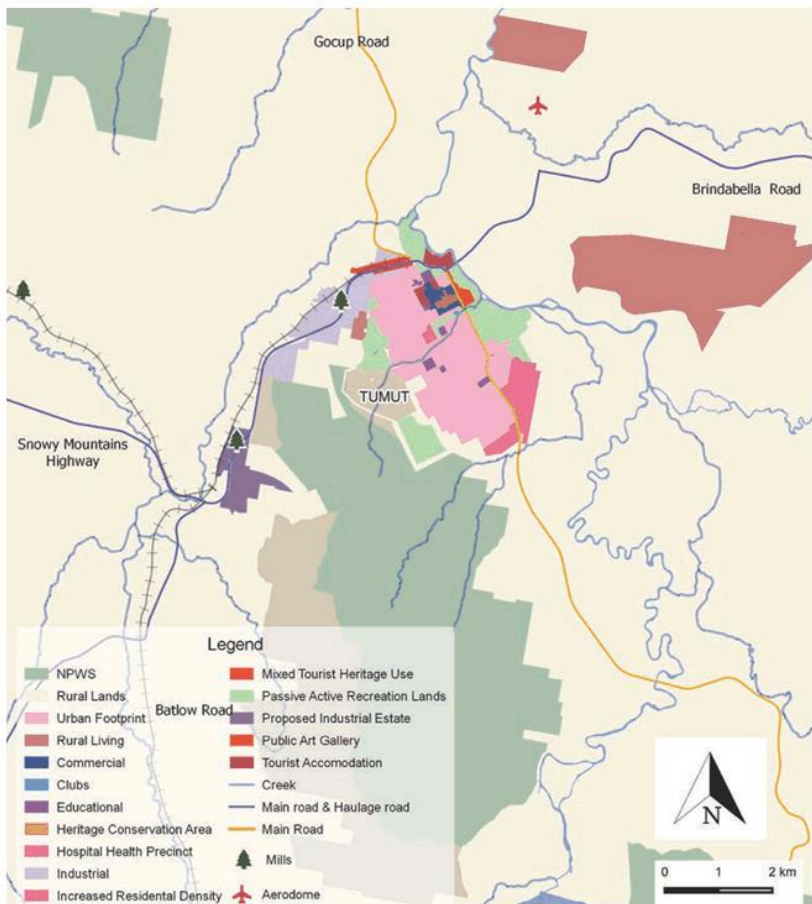 Gocup Road
Brindabella Road
TUMUT
Snowy Mountains
Highway
Batlow Road
Legend
NPWS
Rural Lands
Urban Footprint
Rural Living
Commercial
Clubs
Educational
Heritage Conservation Area
Hospital Health Precinct
Industrial
Increased Residental Density
Mixed Tourist Heritage Use
Passive Active Recreation Lands
Proposed Industrial Estate
Public Art Gallery
Tourist Accomodation
Creek
Main road & Haulage road
Main Road
Mills
Aerodome
N
0 1 2 km